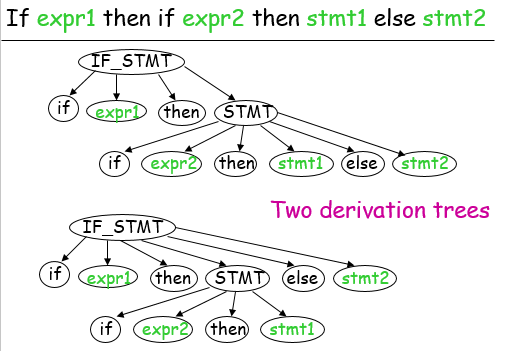 If expr1 then if expr2 then stmt1 else stmt2
IF_STMT
if expr1 then STMT
if expr2 then stmt1 else stmt2
Two derivation trees
IF_STMT
if expr1 then STMT else stmt2
if expr2 then stmt1